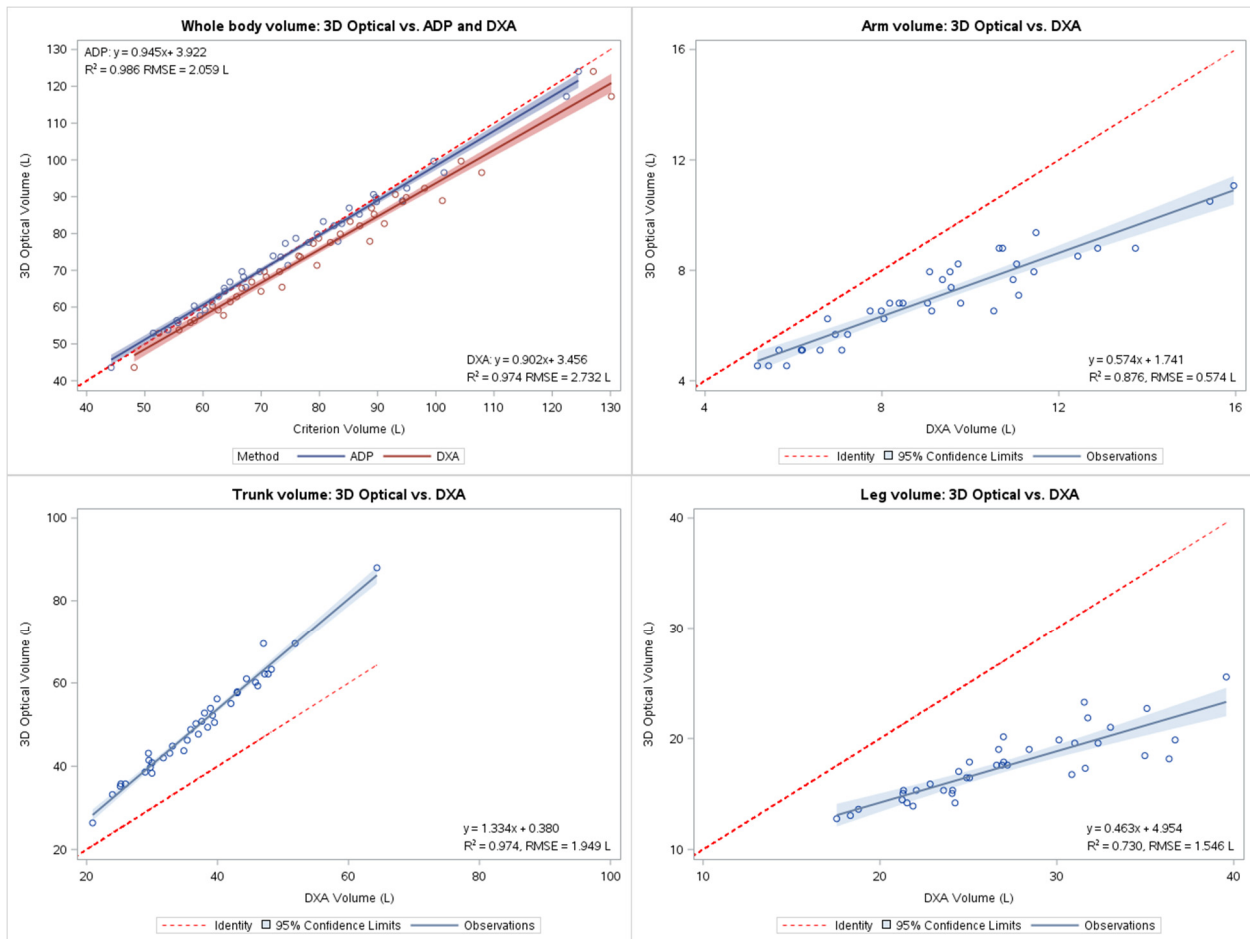 Whole body volume: 3D Optical vs. ADP and DXA
ADP: y = 0.945x+ 3.922
R² = 0.986 RMSE = 2.059 L
130
120
110
100
90
80
70
60
50
40
3D Optical Volume (L)
DXA: y = 0.902x+ 3.456
R² = 0.974 RMSE = 2.732 L
40 50 60 70 80 90 100 110 120 130
Criterion Volume (L)
Method ADP DXA
Arm volume: 3D Optical vs. DXA
16
12
8
4
3D Optical Volume (L)
y = 0.574x + 1.741
R² = 0.876, RMSE = 0.574 L
4 8 12 16
DXA Volume (L)
Identity 95% Confidence Limits Observations
Trunk volume: 3D Optical vs. DXA
100
80
60
40
20
3D Optical Volume (L)
y = 1.334x + 0.380
R² = 0.974, RMSE = 1.949 L
20 40 60 80 100
DXA Volume (L)
Identity 95% Confidence Limits Observations
Leg volume: 3D Optical vs. DXA
40
30
20
10
3D Optical Volume (L)
y = 0.463x + 4.954
R² = 0.730, RMSE = 1.546 L
10 20 30 40
DXA Volume (L)
Identity 95% Confidence Limits Observations